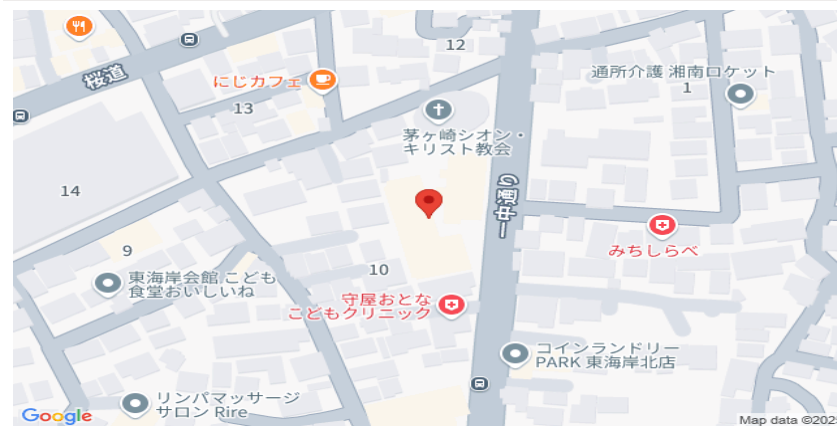 12
桜道
にじカフェ
13
通所介護 湘南ロケット
1
茅ヶ崎シオン・
キリスト教会
14
一中通り
9
みちしらべ
10
東海岸会館 こども
食堂おいしいね
守屋おとな
こどもクリニック
コインランドリー
PARK 東海岸北店
リンパマッサージ
サロン Rire
Google
Map data ©202